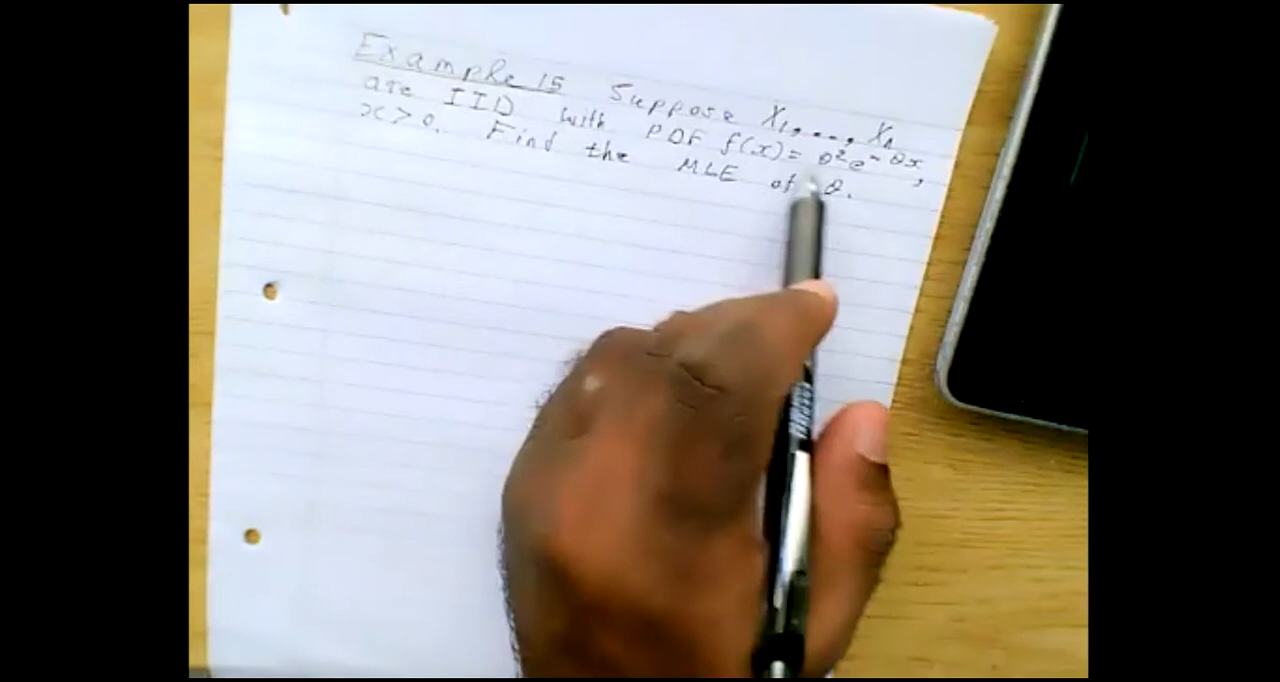 Example 15 Suppose X₁,...,Xₙ
are IID with PDF f(x)= θ²e^-θx,
x>0. Find the MLE of θ.